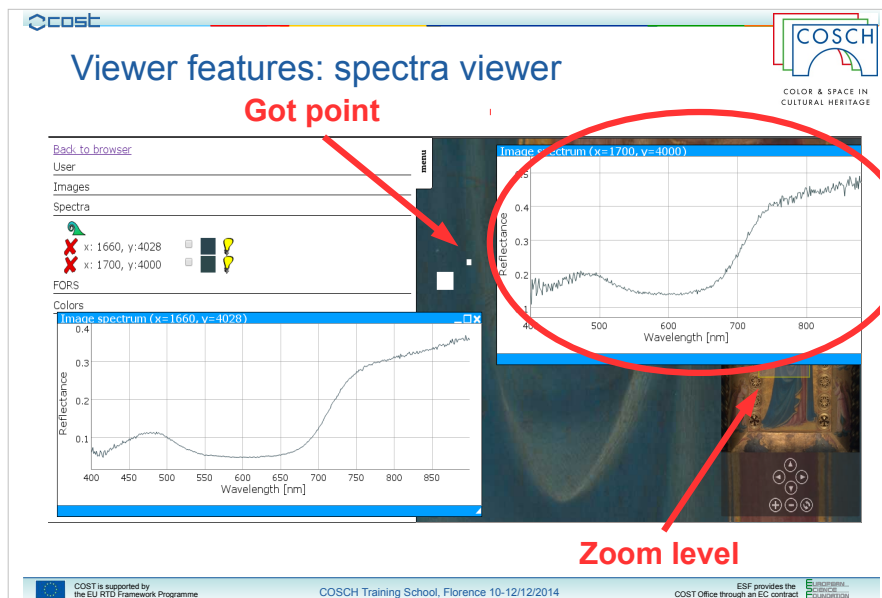 cost
COSCH
COLOR & SPACE IN
CULTURAL HERITAGE
Viewer features: spectra viewer
Got point
Back to browser
User
Images
Spectra
x: 1660, y:4028
x: 1700, y:4000
FORS
Colors
menu
Image spectrum (x=1700, y=4000)
0.5
0.4
0.3
0.2
Reflectance
500
600
700
800
Wavelength [nm]
Image spectrum (x=1660, y=4028)
0.4
0.3
0.2
0.1
Reflectance
400 450 500 550 600 650 700 750 800 850
Wavelength [nm]
Zoom level
COST is supported by
the EU RTD Framework Programme
COSCH Training School, Florence 10-12/12/2014
ESF provides the
COST Office through an EC contract
EUROPEAN
SCIENCE
FOUNDATION